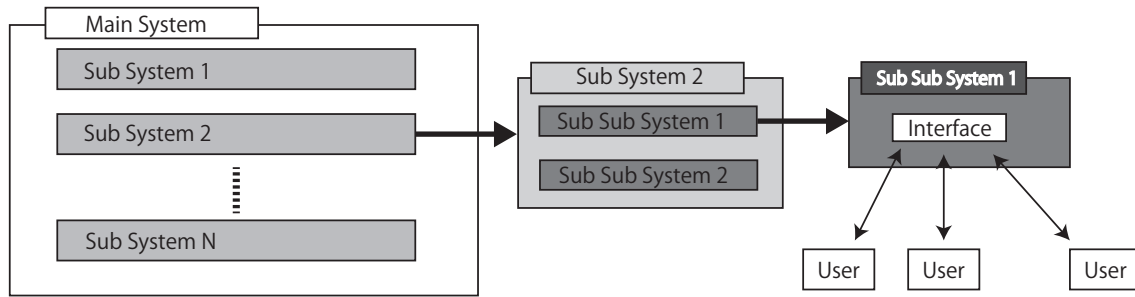 Main System
Sub System 1
Sub System 2
Sub System N
Sub System 2
Sub Sub System 1
Sub Sub System 2
Sub Sub System 1
Interface
User
User
User